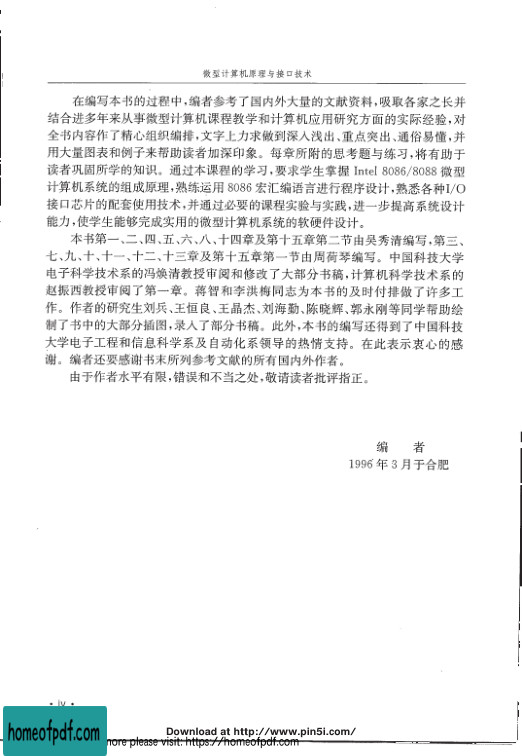 微型计算机原理与接口技术
在编写本书的过程中,编者参考了国内外大量的文献资料,吸取各家之长并
结合进多年来从事微型计算机课程教学和计算机应用研究方面的实际经验,对
全书内容作了精心组织编排,文字上力求做到深入浅出、重点突出、通俗易懂,并
用大量图表和例子来帮助读者加深印象。每章所附的思考题与练习,将有助于
读者巩固所学的知识。通过本课程的学习,要求学生掌握 Intel 8086/8088 微型
计算机系统的组成原理,熟练运用 8086 宏汇编语言进行程序设计,熟悉各种I/O
接口芯片的配套使用技术,并通过必要的课程实验与实践,进一步提高系统设计
能力,使学生能够完成实用的微型计算机系统的软硬件设计。
本书第一、二、四、五、六、八、十四章及第十五章第二节由吴秀清编写,第三、
七、九、十、十一、十二、十三章及第十五章第一节由周荷琴编写。中国科技大学
电子科学技术系的冯焕清教授审阅和修改了大部分书稿,计算机科学技术系的
赵振西教授审阅了第一章。蒋智和李洪梅同志为本书的及时付排做了许多工
作。作者的研究生刘兵、王恒良、王晶杰、刘海勤、陈晓辉、郭永刚等同学帮助绘
制了书中的大部分插图,录入了部分书稿。此外,本书的编写还得到了中国科技
大学电子工程和信息科学系及自动化系领导的热情支持。在此表示衷心的感
谢。编者还要感谢书末所列参考文献的所有国内外作者。
由于作者水平有限,错误和不当之处,敬请读者批评指正。
编 者
1996 年 3 月于合肥
• iv •
homeofpdf.com
Download at http://www.pin5i.com/
more please visit: https://homeofpdf.com